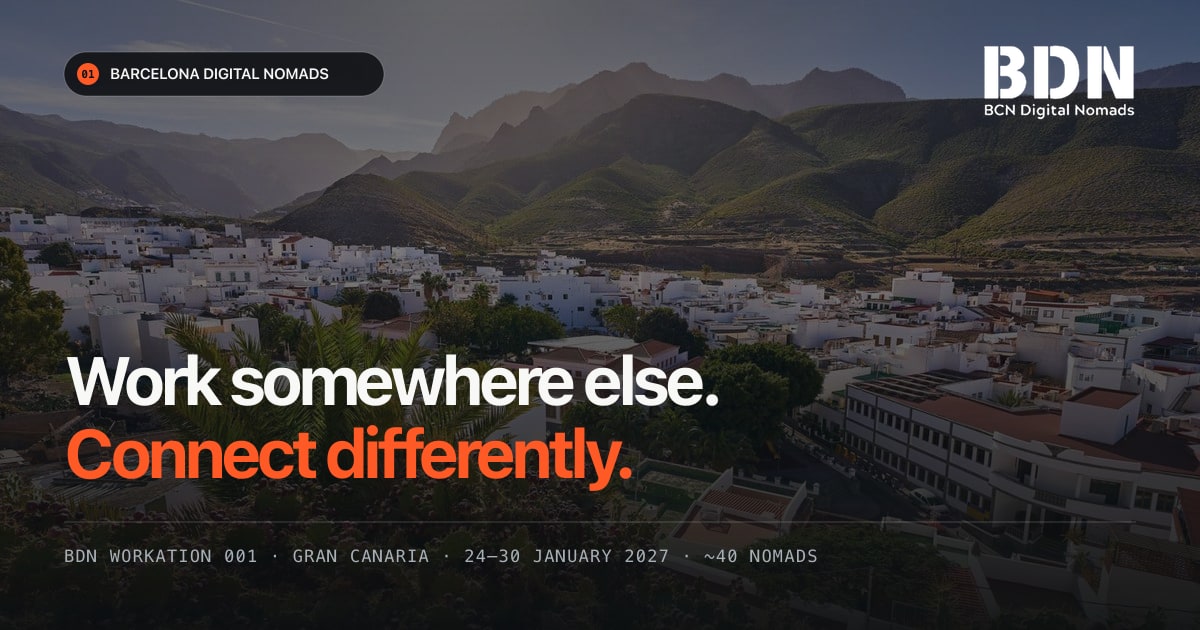 01 BARCELONA DIGITAL NOMADS
BDN
BCN Digital Nomads
Work somewhere else.
Connect differently.
BDN WORKATION 001 · GRAN CANARIA · 24–30 JANUARY 2027 · ~40 NOMADS